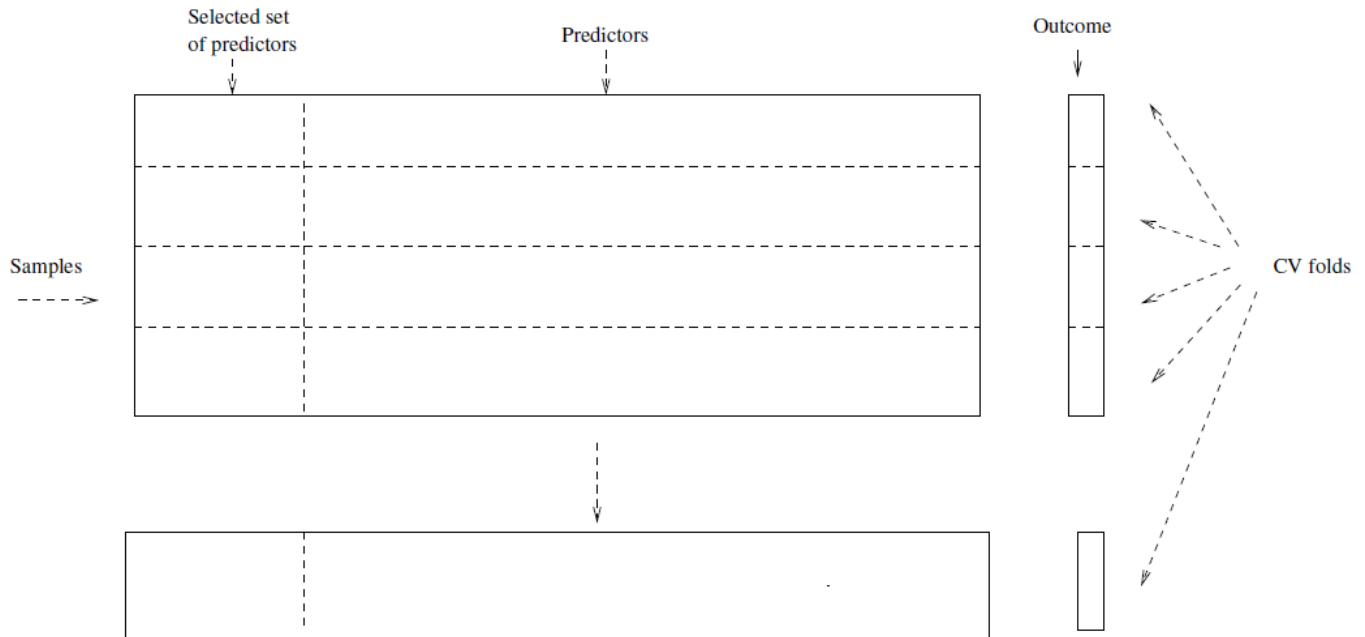 Selected set
of predictors
Predictors
Outcome
Samples
CV folds